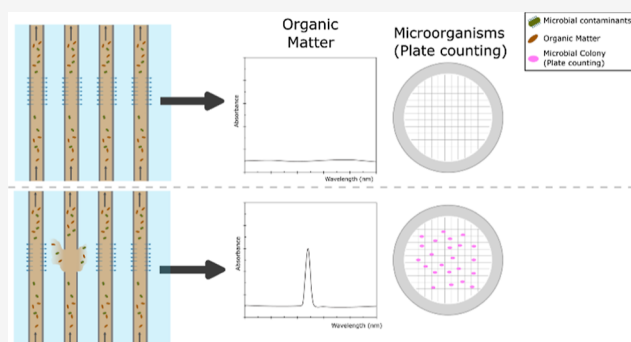 Organic
Matter
Microorganisms
(Plate counting)
Microbial contaminants
Organic Matter
Microbial Colony
(Plate counting)
Absorbance
Wavelength (nm)
Absorbance
Wavelength (nm)